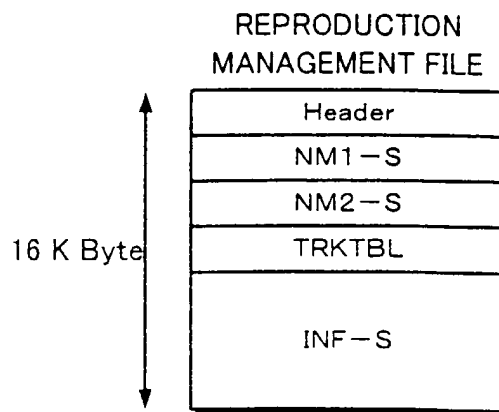 REPRODUCTION
MANAGEMENT FILE
Header
NM1-S
NM2-S
TRKTBL
16 K Byte
INF-S